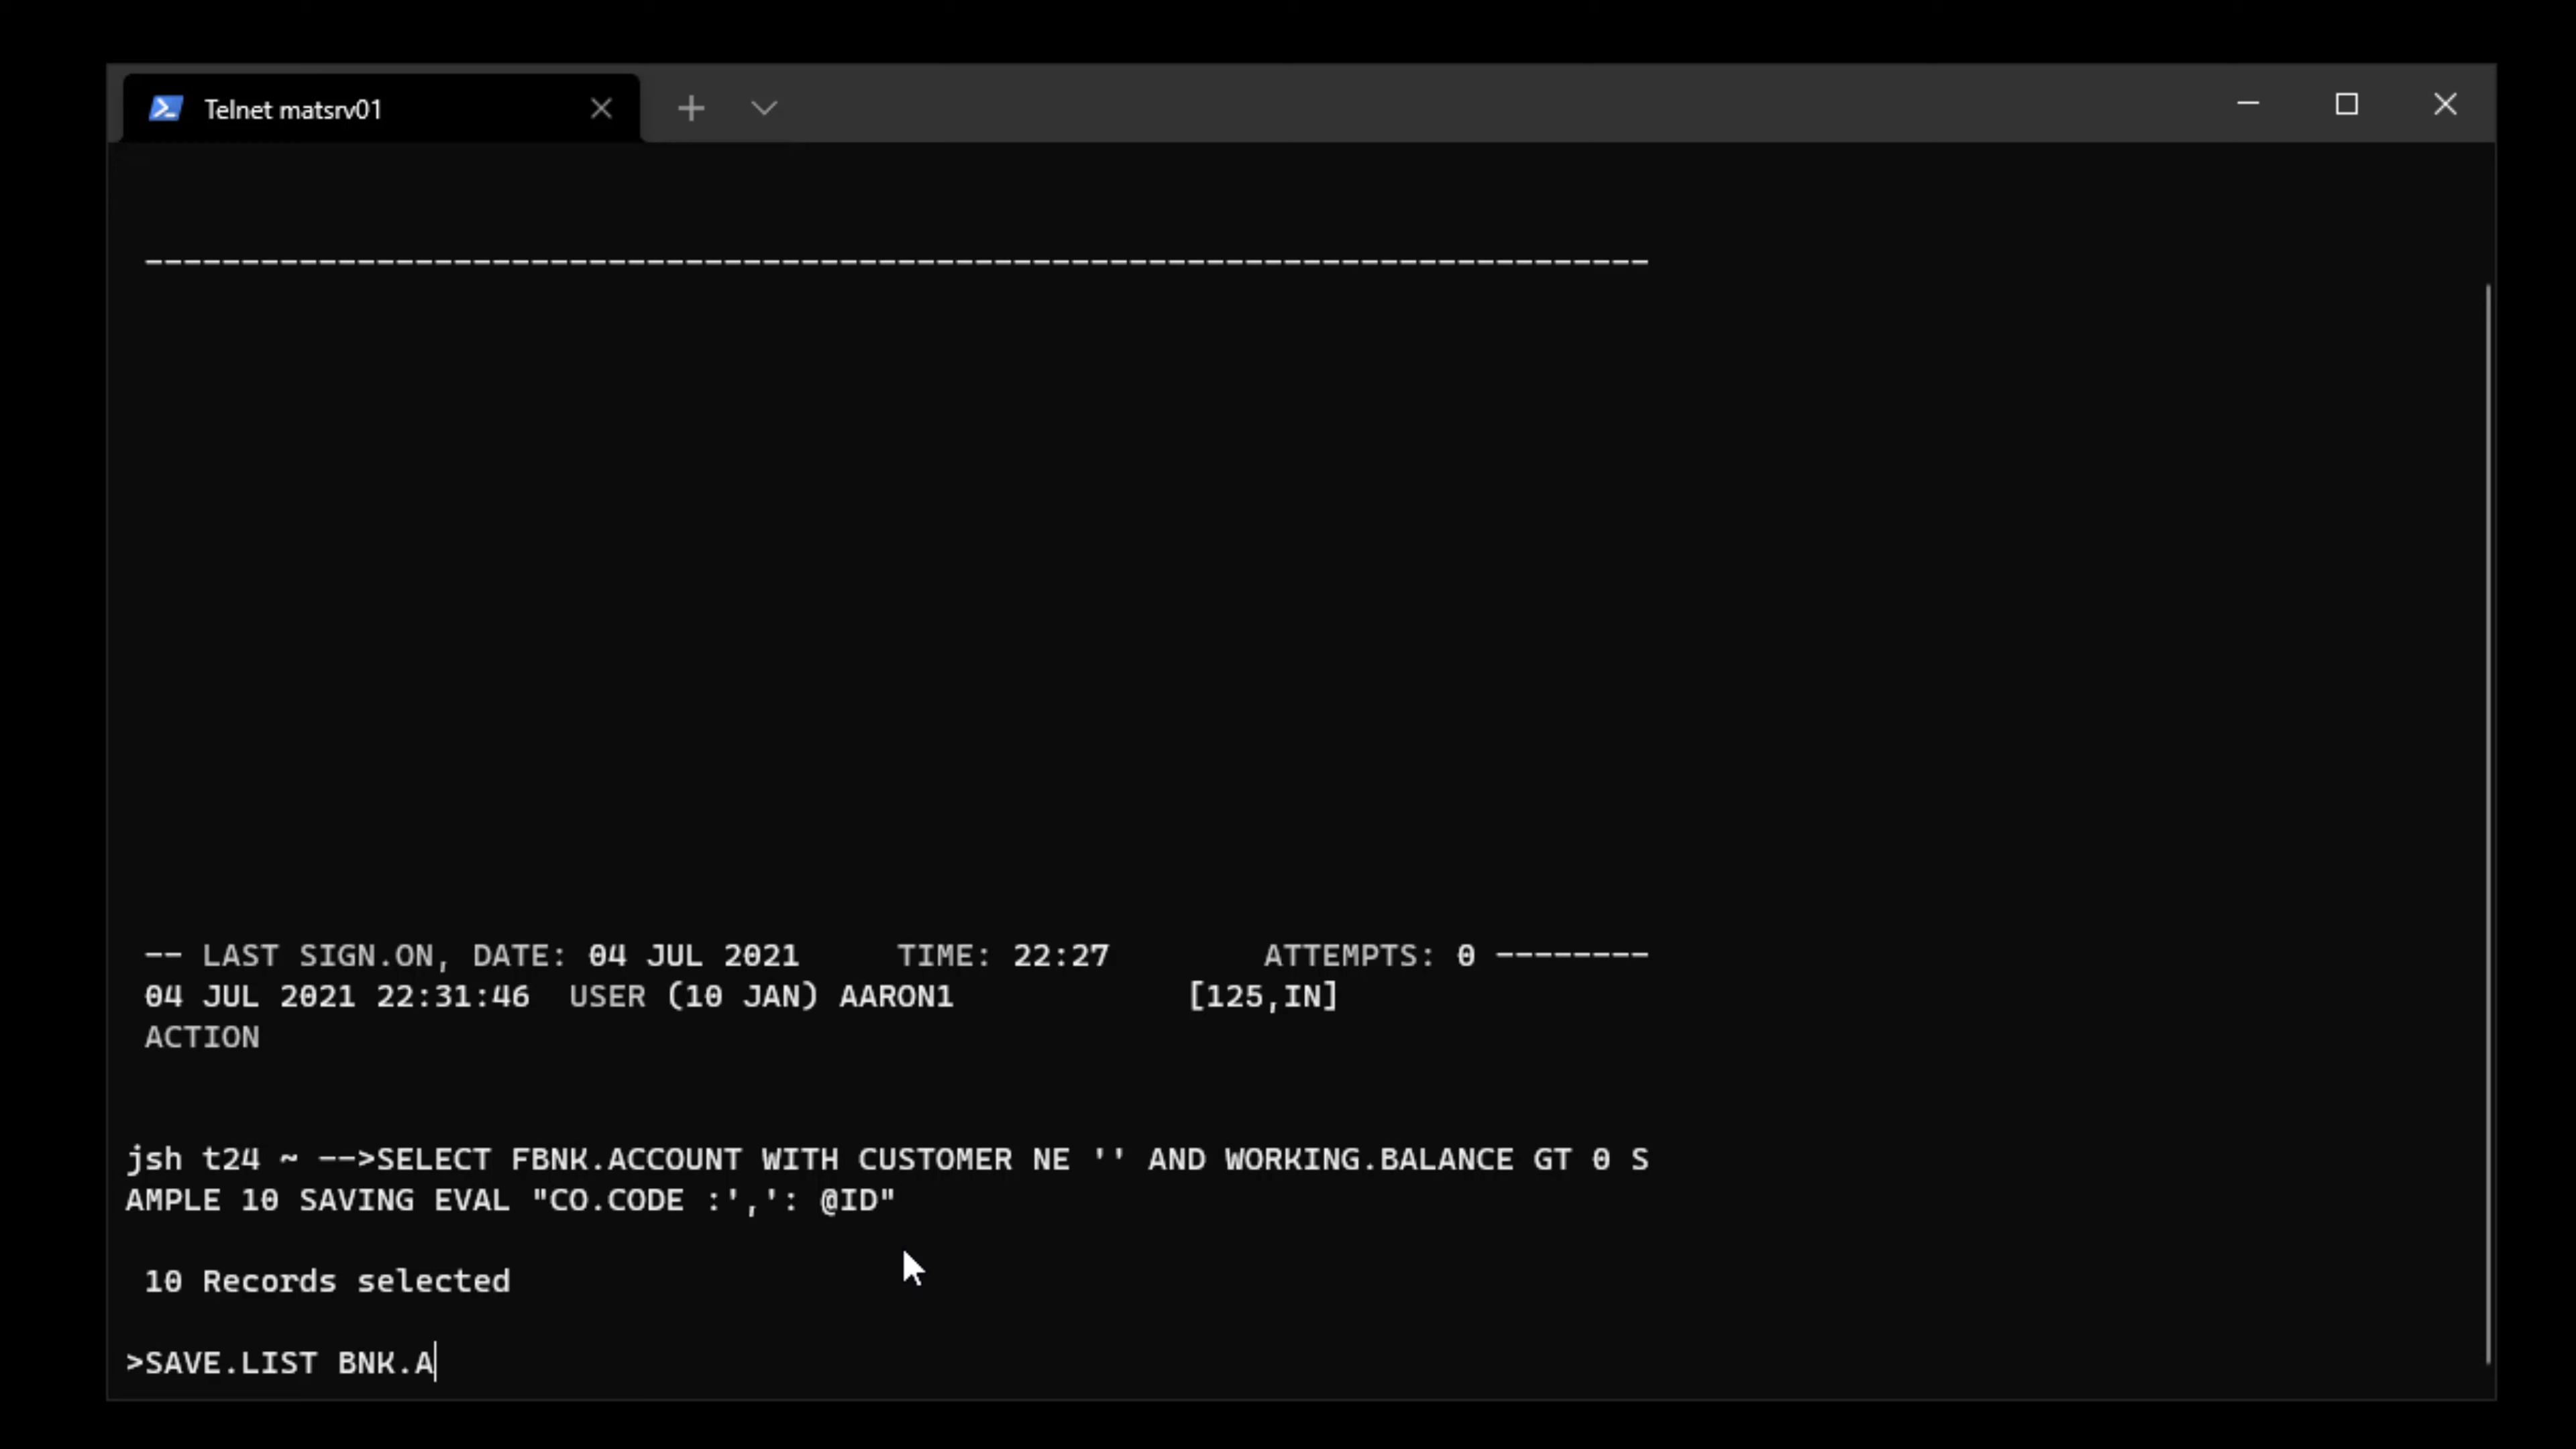 Telnet matsrv01
-------------------------------------------------------------------------------
-- LAST SIGN.ON, DATE: 04 JUL 2021     TIME: 22:27        ATTEMPTS: 0 --------
04 JUL 2021 22:31:46  USER (10 JAN) AARON1            [125,IN]
ACTION
jsh t24 ~ -->SELECT FBNK.ACCOUNT WITH CUSTOMER NE '' AND WORKING.BALANCE GT 0 S
AMPLE 10 SAVING EVAL "CO.CODE :',': @ID"
10 Records selected
>SAVE.LIST BNK.A